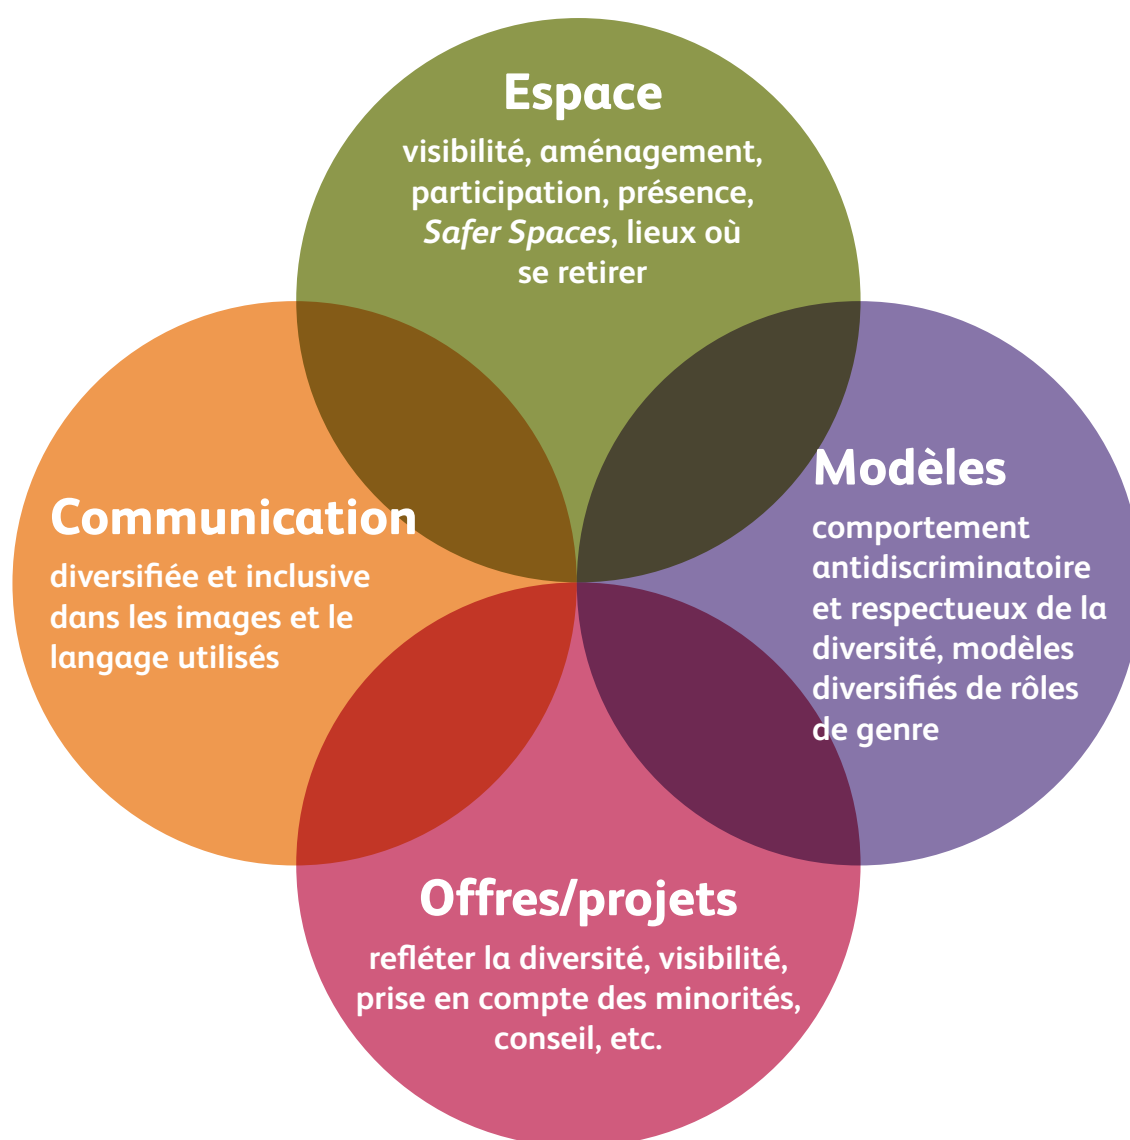 Espace
visibilité, aménagement,
participation, présence,
Safer Spaces, lieux où
se retirer
Communication
diversifiée et inclusive
dans les images et le
langage utilisés
Modèles
comportement
antidiscriminatoire
et respectueux de la
diversité, modèles
diversifiés de rôles
de genre
Offres/projets
refléter la diversité, visibilité,
prise en compte des minorités,
conseil, etc.